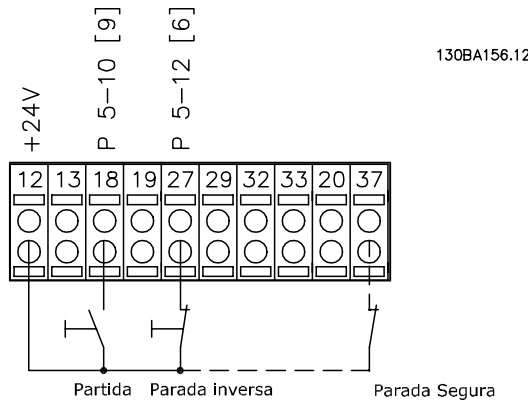 130BA156.12
+24V
P 5-10 [9]
P 5-12 [6]
12 13 18 19 27 29 32 33 20 37
Partida Parada inversa Parada Segura